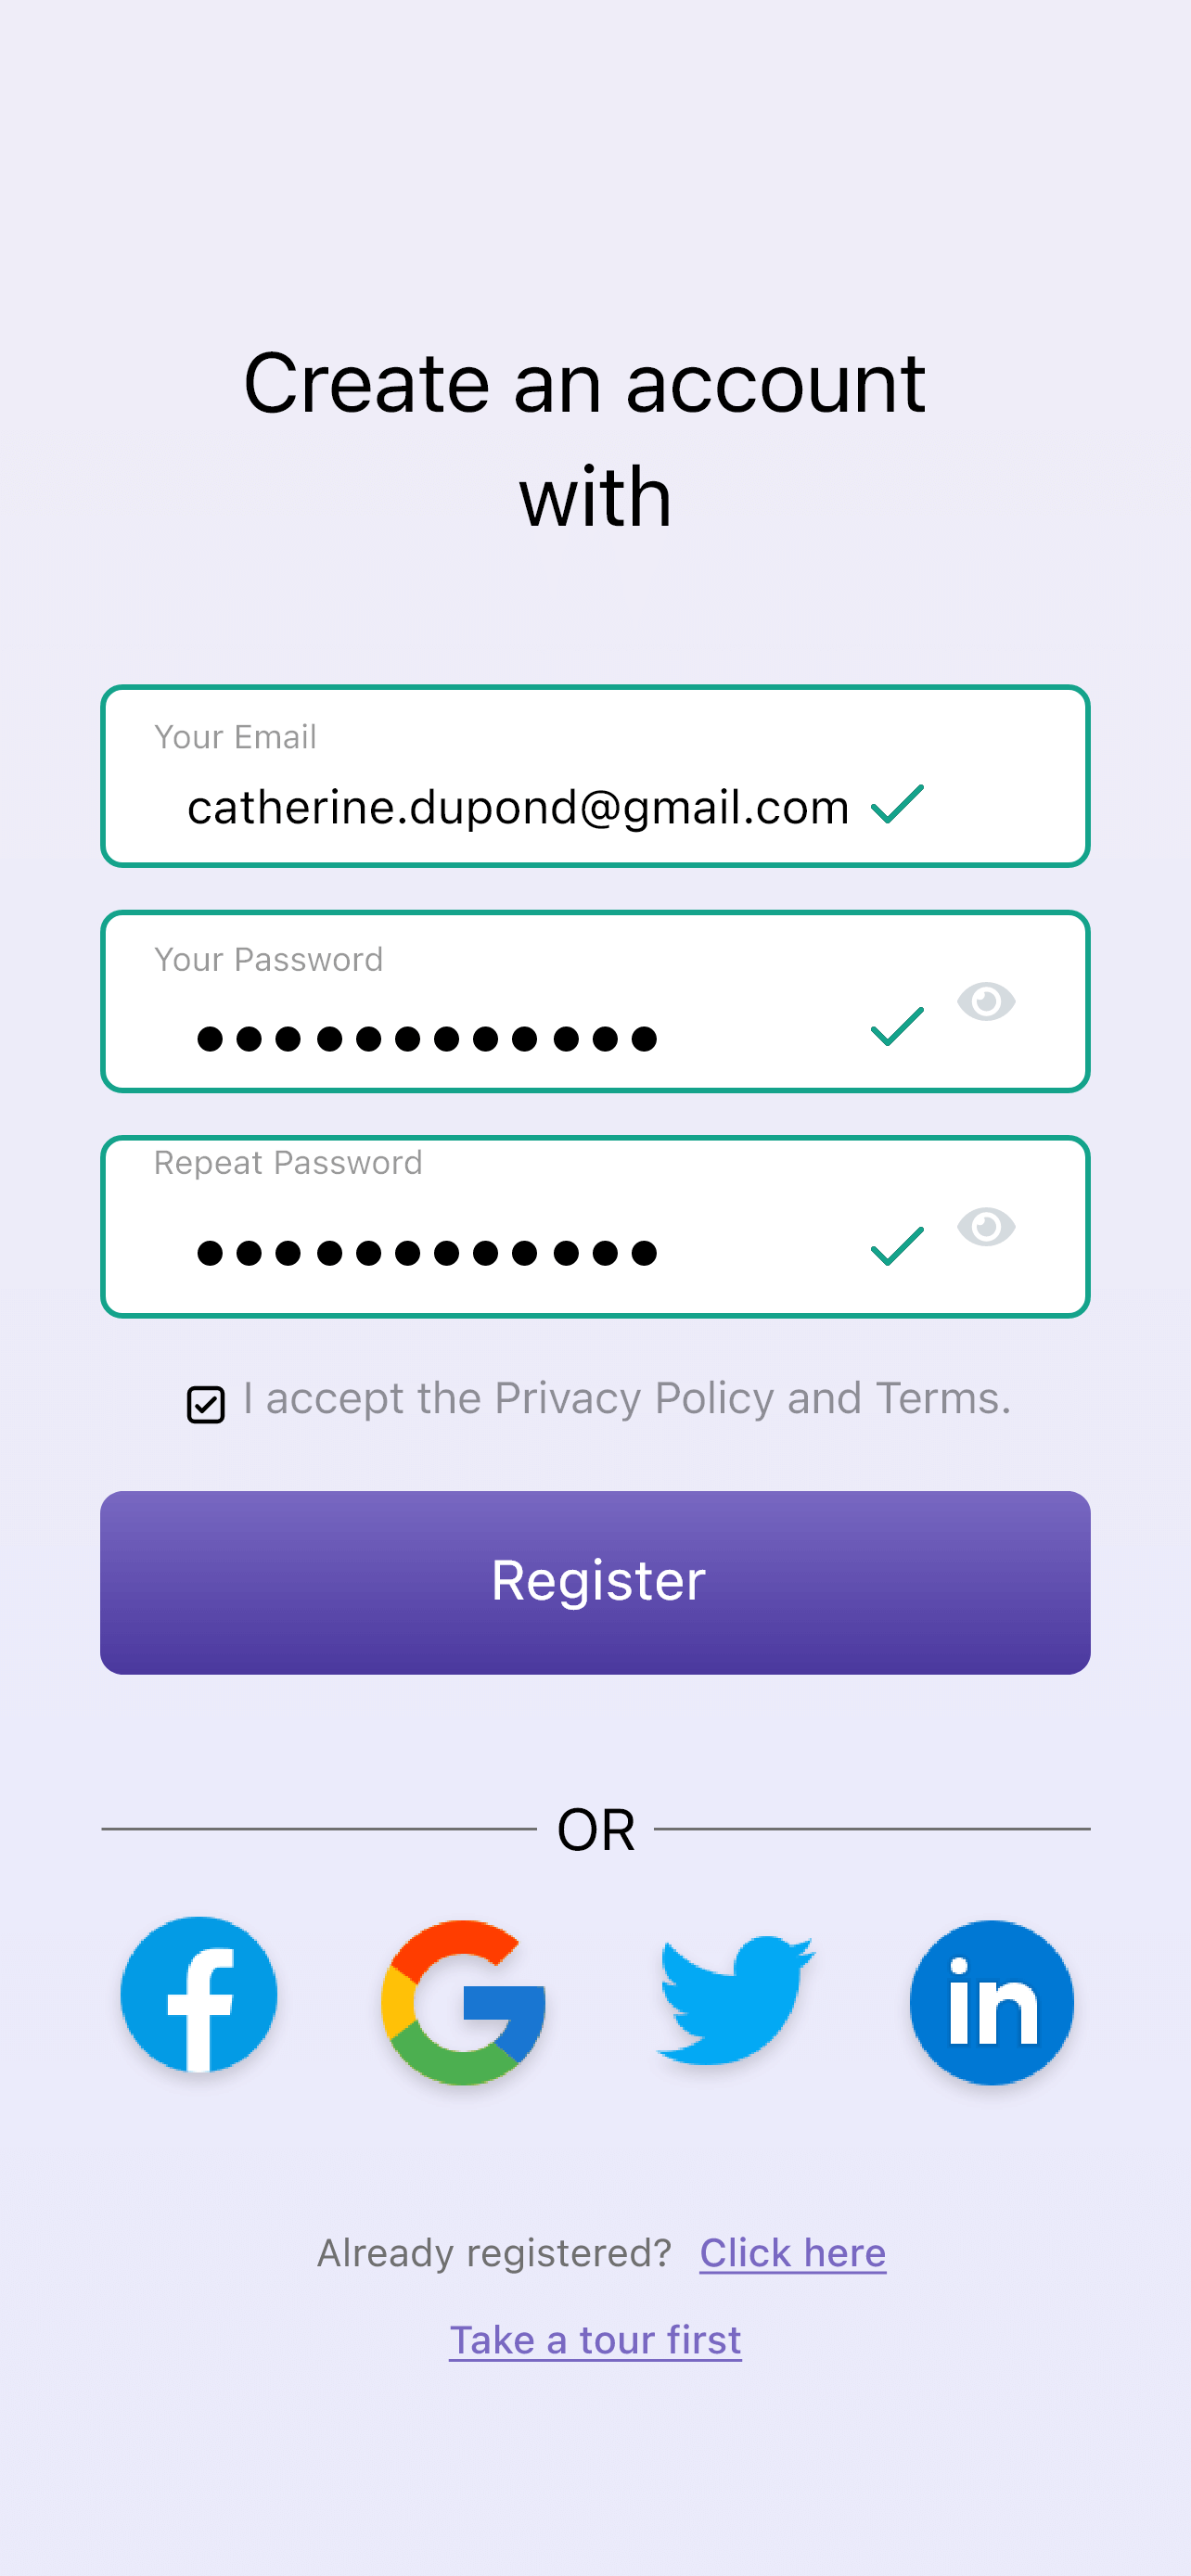 Create an account
with
Your Email
catherine.dupond@gmail.com
Your Password
●●●●●●●●●●●●
Repeat Password
●●●●●●●●●●●●
I accept the Privacy Policy and Terms.
Register
OR
f G in
Already registered? Click here
Take a tour first